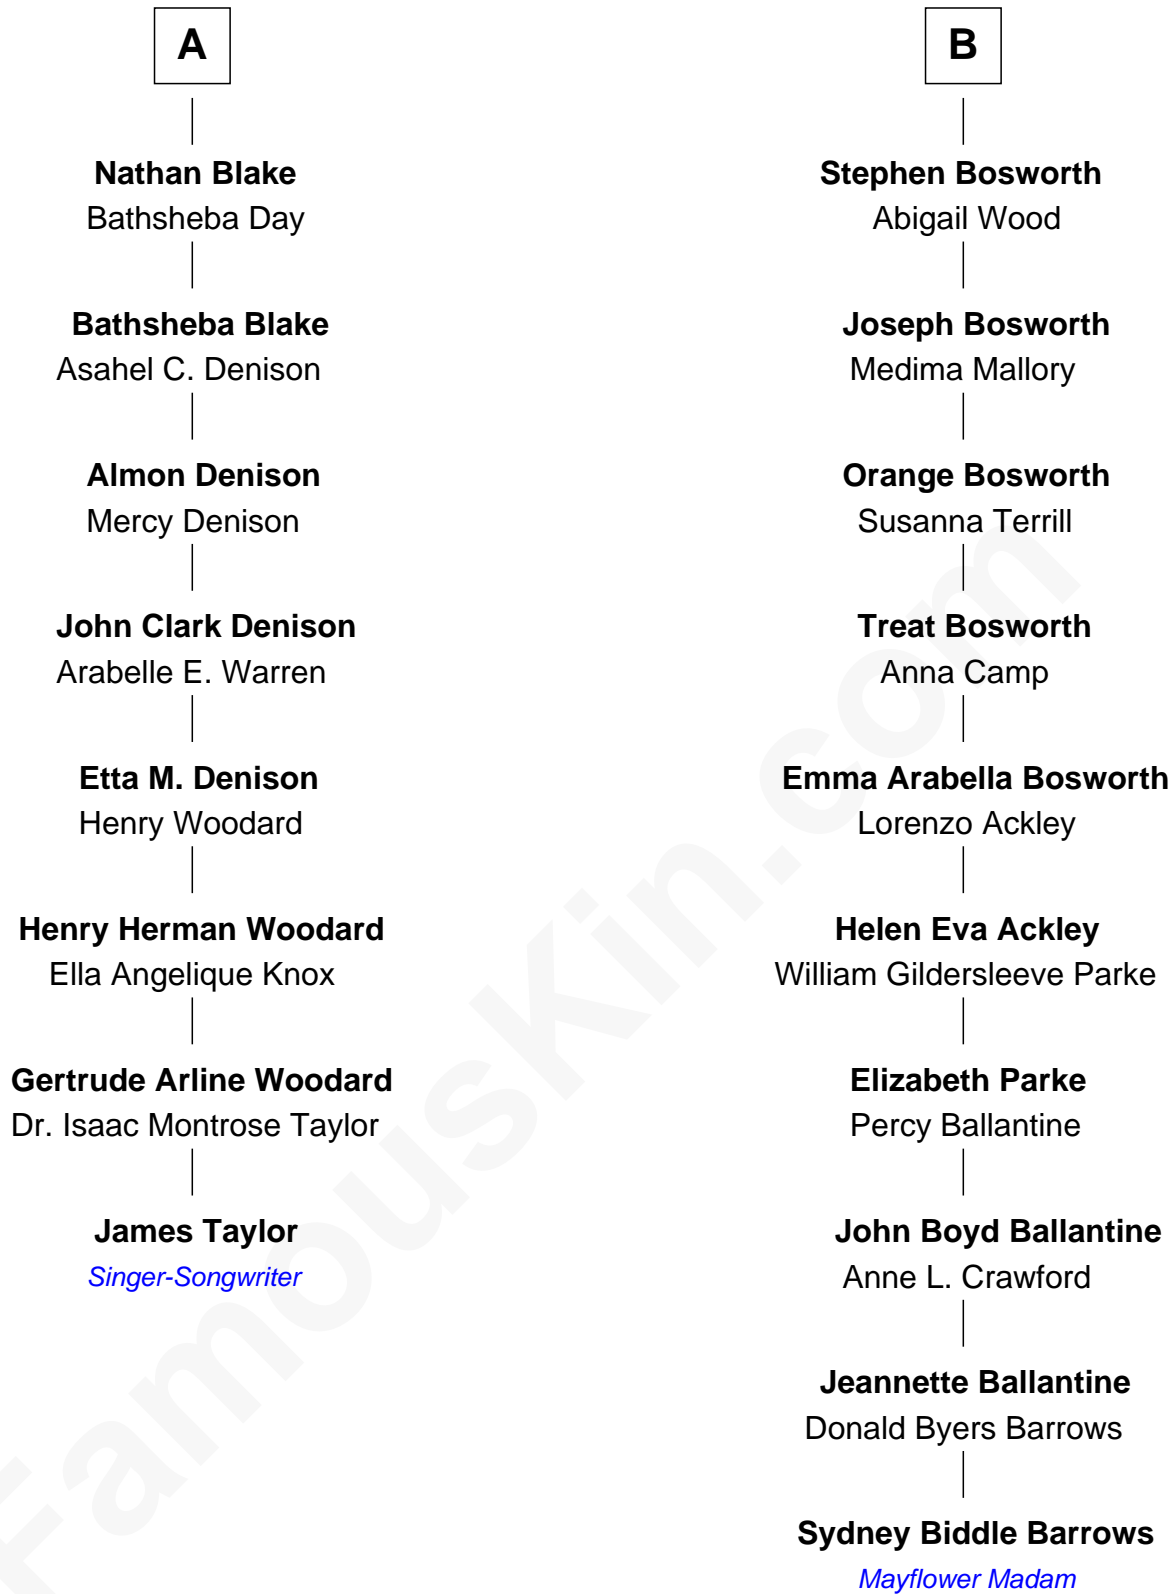 A
Nathan Blake
Bathsheba Day
Bathsheba Blake
Asahel C. Denison
Almon Denison
Mercy Denison
John Clark Denison
Arabelle E. Warren
Etta M. Denison
Henry Woodard
Henry Herman Woodard
Ella Angelique Knox
Gertrude Arline Woodard
Dr. Isaac Montrose Taylor
James Taylor
Singer-Songwriter
B
Stephen Bosworth
Abigail Wood
Joseph Bosworth
Medima Mallory
Orange Bosworth
Susanna Terrill
Treat Bosworth
Anna Camp
Emma Arabella Bosworth
Lorenzo Ackley
Helen Eva Ackley
William Gildersleeve Parke
Elizabeth Parke
Percy Ballantine
John Boyd Ballantine
Anne L. Crawford
Jeannette Ballantine
Donald Byers Barrows
Sydney Biddle Barrows
Mayflower Madam
FamousKin.com